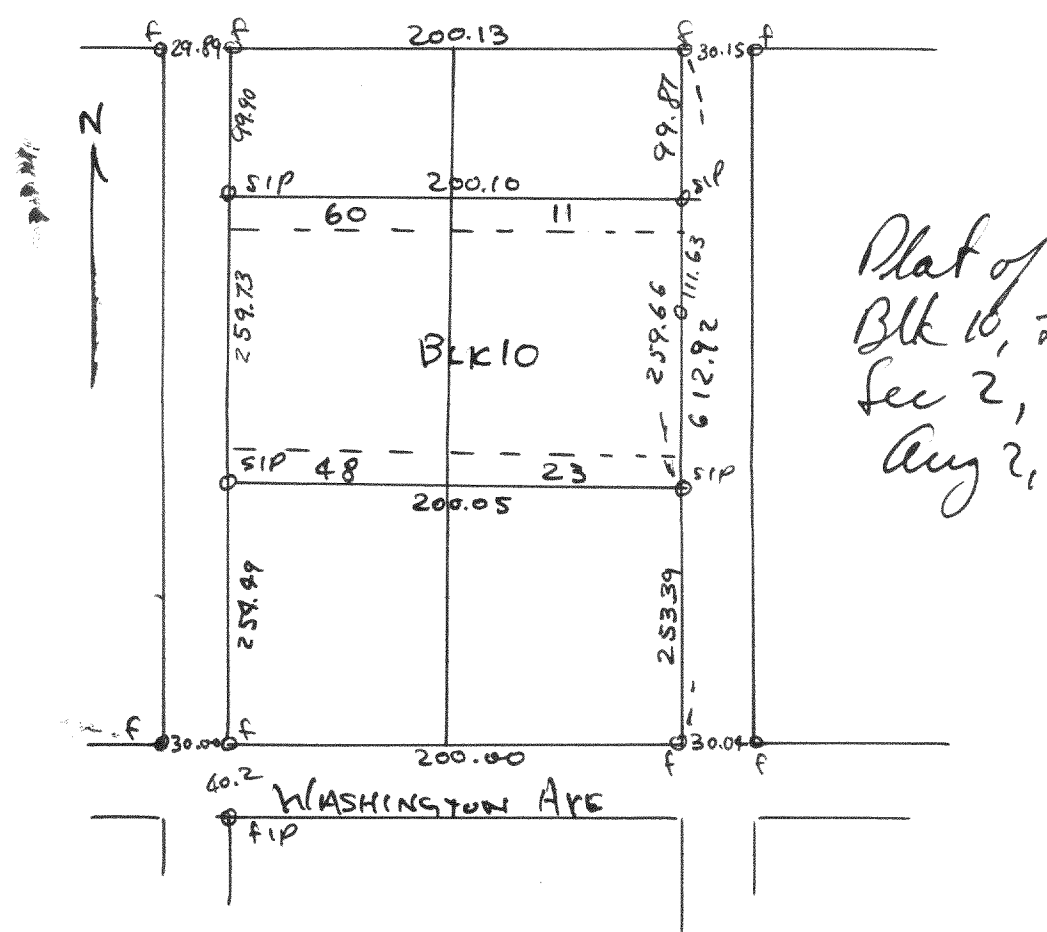 f f f f
29.89 200.13 30.15
N
99.90 99.87
SIP 200.10 SIP
60 11
111.63
259.73 259.66
BLK10 612.92
SIP 48 23 SIP
200.05
253.39
f f f f
30.00 200.00 30.04
40.2 WASHINGTON AVE
fIP
Plat of
Blk 10,
Sec 2,
Aug 2,